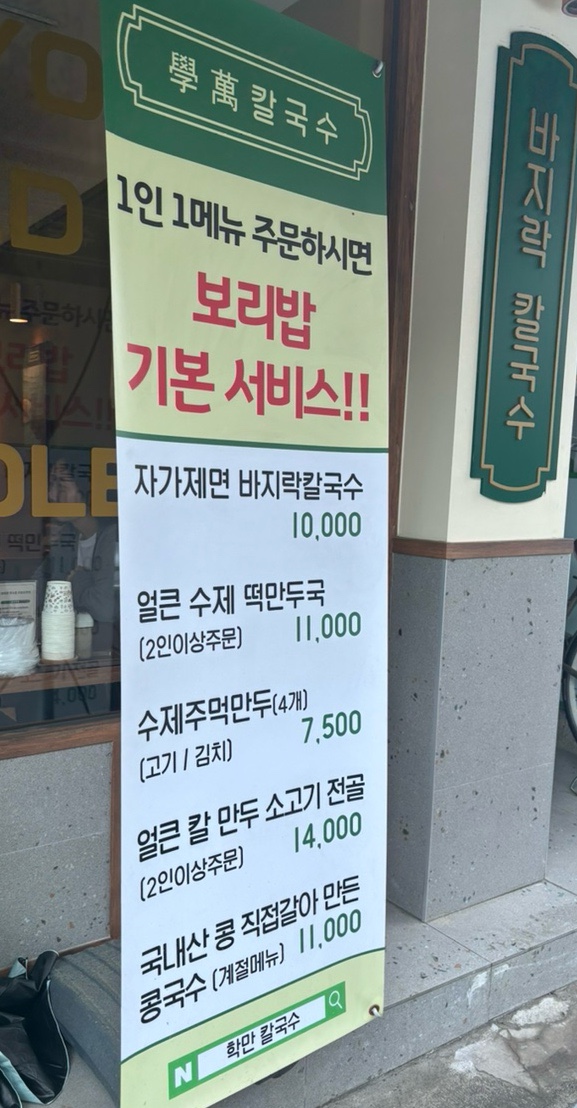 學萬칼국수
1인 1메뉴 주문하시면
보리밥
기본 서비스!!
자가제면 바지락칼국수
10,000
얼큰 수제 떡만두국
(2인이상주문) 11,000
수제주먹만두(4개)
(고기 / 김치) 7,500
얼큰 칼 만두 소고기 전골
(2인이상주문) 14,000
국내산 콩 직접갈아 만든
콩국수 (계절메뉴) 11,000
N 학만 칼국수
바지락 칼국수